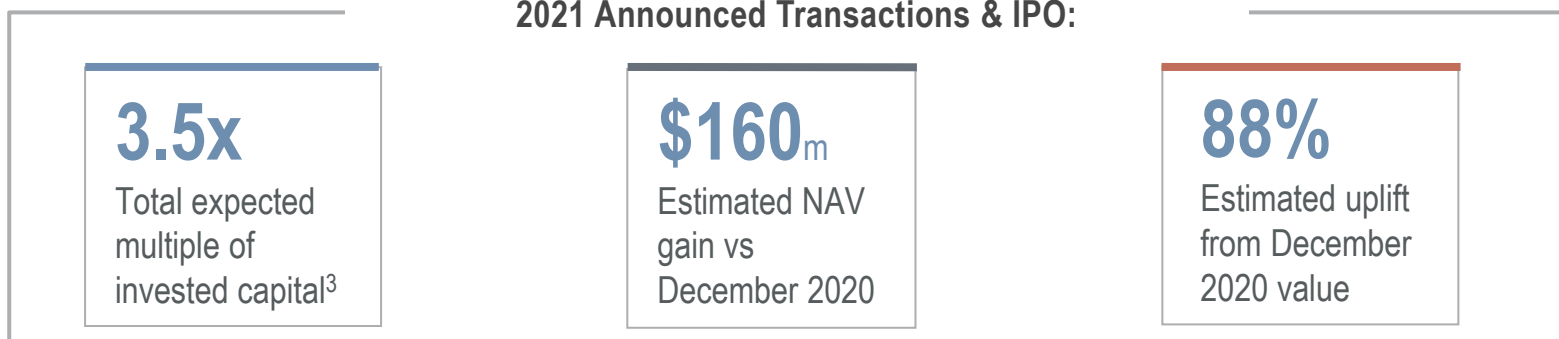 2021 Announced Transactions & IPO:
3.5x
Total expected
multiple of
invested capital3
$160m
Estimated NAV
gain vs
December 2020
88%
Estimated uplift
from December
2020 value